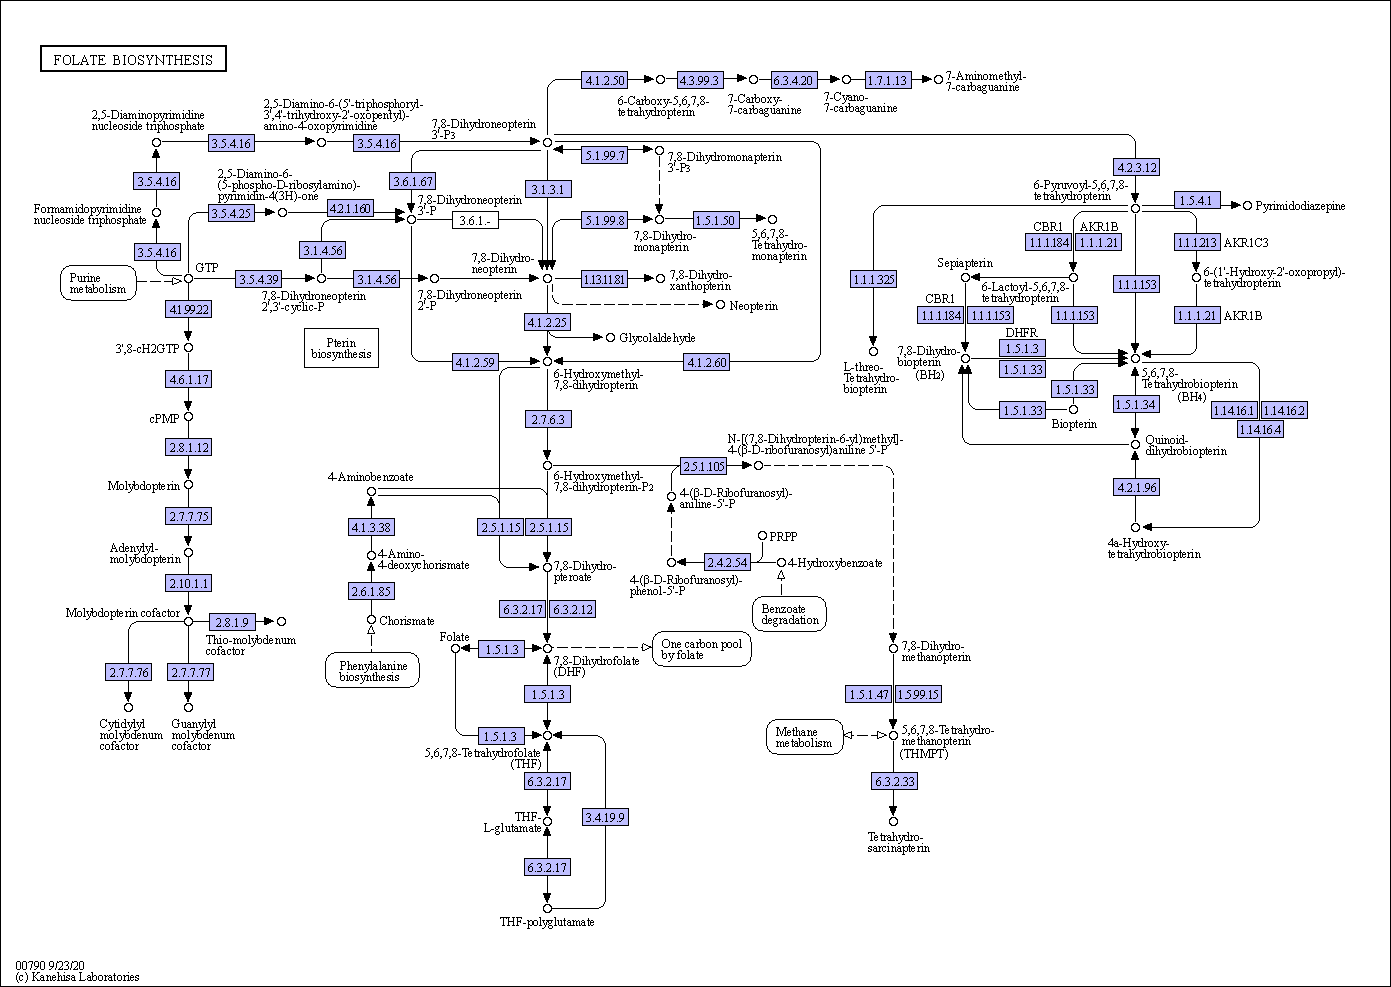 FOLATE BIOSYNTHESIS
4.1.2.50
4.3.99.3
6.3.4.20
1.7.1.13
7-Aminomethyl-
7-carbaguanine
6-Carboxy-5,6,7,8-
tetrahydropterin
7-Carboxy-
7-carbaguanine
7-Cyano-
7-carbaguanine
2,5-Diaminopyrimidine
nucleoside triphosphate
2,5-Diamino-6-(5'-triphosphoryl-
3',4'-trihydroxy-2'-oxopentyl)-
amino-4-oxopyrimidine
7,8-Dihydroneopterin
3'-P3
3.5.4.16
3.5.4.16
5.1.99.7
7,8-Dihydromonapterin
3'-P3
4.2.3.12
3.5.4.16
2,5-Diamino-6-
(5-phospho-D-ribosylamino)-
pyrimidin-4(3H)-one
3.6.1.67
3.1.3.1
6-Pyruvoyl-5,6,7,8-
tetrahydropterin
1.5.4.1
Pyrimidodiazepine
Formamidopyrimidine
nucleoside triphosphate
3.5.4.25
4.2.1.160
7,8-Dihydroneopterin
3'-P
3.6.1.-
5.1.99.8
1.5.1.50
7,8-Dihydro-
monapterin
5,6,7,8-
Tetrahydro-
monapterin
CBR1
AKR1B
1.1.1.184
1.1.1.21
1.1.1.213
AKR1C3
3.5.4.16
3.1.4.56
GTP
Purine
metabolism
3.5.4.39
3.1.4.56
7,8-Dihydro-
neopterin
1.13.11.81
7,8-Dihydro-
xanthopterin
7,8-Dihydroneopterin
2',3'-cyclic-P
7,8-Dihydroneopterin
2'-P
Neopterin
1.1.1.325
Sepiapterin
6-Lactoyl-5,6,7,8-
tetrahydropterin
1.1.1.153
6-(1'-Hydroxy-2'-oxopropyl)-
tetrahydropterin
4.1.99.22
CBR1
1.1.1.184
1.1.1.153
1.1.1.153
1.1.1.21
AKR1B
4.1.2.25
Glycolaldehyde
Pterin
biosynthesis
3',8-cH2GTP
DHFR
1.5.1.3
1.5.1.33
4.1.2.59
4.1.2.60
7,8-Dihydro-
biopterin
(BH2)
L-threo-
Tetrahydro-
biopterin
6-Hydroxymethyl-
7,8-dihydropterin
5,6,7,8-
Tetrahydrobiopterin
(BH4)
4.6.1.17
1.5.1.33
1.5.1.33
1.5.1.34
1.14.16.1
1.14.16.2
1.14.16.4
Biopterin
cPMP
2.7.6.3
2.8.1.12
N-[(7,8-Dihydropterin-6-yl)methyl]-
4-(β-D-ribofuranosyl)aniline 5'-P
Quinoid-
dihydrobiopterin
2.5.1.105
4.2.1.96
Molybdopterin
4-Aminobenzoate
6-Hydroxymethyl-
7,8-dihydropterin-P2
4-(β-D-Ribofuranosyl)-
aniline-5'-P
2.7.7.75
4.1.3.38
2.5.1.15
2.5.1.15
PRPP
4a-Hydroxy-
tetrahydrobiopterin
Adenylyl-
molybdopterin
4-Amino-
4-deoxychorismate
7,8-Dihydro-
pteroate
2.4.2.54
4-Hydroxybenzoate
4-(β-D-Ribofuranosyl)-
phenol-5'-P
2.10.1.1
2.6.1.85
6.3.2.17
6.3.2.12
Benzoate
degradation
Molybdopterin cofactor
2.8.1.9
Thio-molybdenum
cofactor
Chorismate
Folate
1.5.1.3
7,8-Dihydrofolate
(DHF)
One carbon pool
by folate
7,8-Dihydro-
methanopterin
2.7.7.76
2.7.7.77
Phenylalanine
biosynthesis
1.5.1.3
1.5.1.47
1.5.99.15
Cytidylyl
molybdenum
cofactor
Guanylyl
molybdenum
cofactor
1.5.1.3
5,6,7,8-Tetrahydrofolate
(THF)
Methane
metabolism
5,6,7,8-Tetrahydro-
methanopterin
(THMPT)
6.3.2.17
6.3.2.33
THF-
L-glutamate
3.4.19.9
Tetrahydro-
sarcinapterin
6.3.2.17
THF-polyglutamate
00790 9/23/20
(c) Kanehisa Laboratories